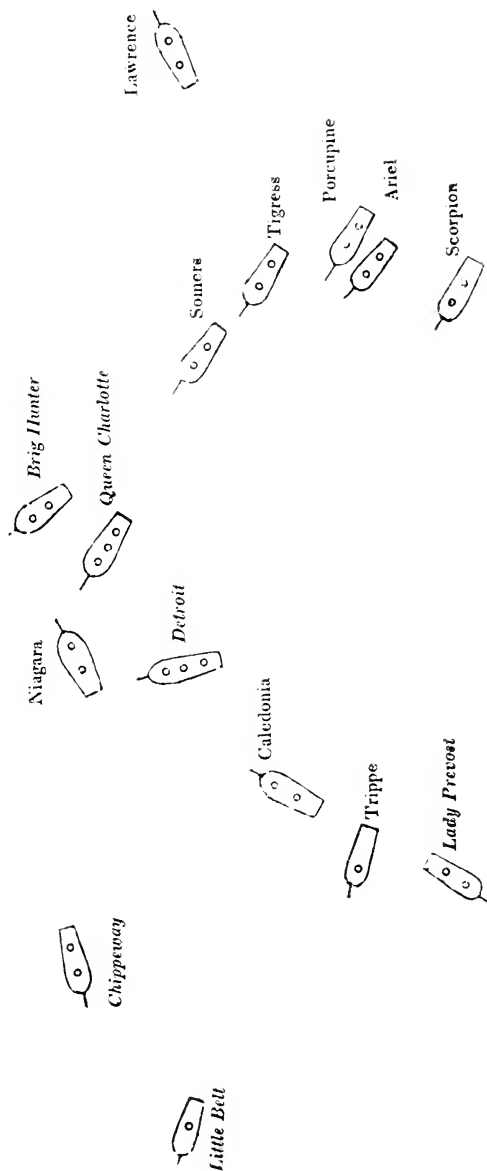 Lawrence
Porcupine
Ariel
Tigress
Scorpion
Somers
Brig Hunter
Queen Charlotte
Niagara
Detroit
Caledonia
Trippe
Lady Prevost
Chippeway
Little Belt